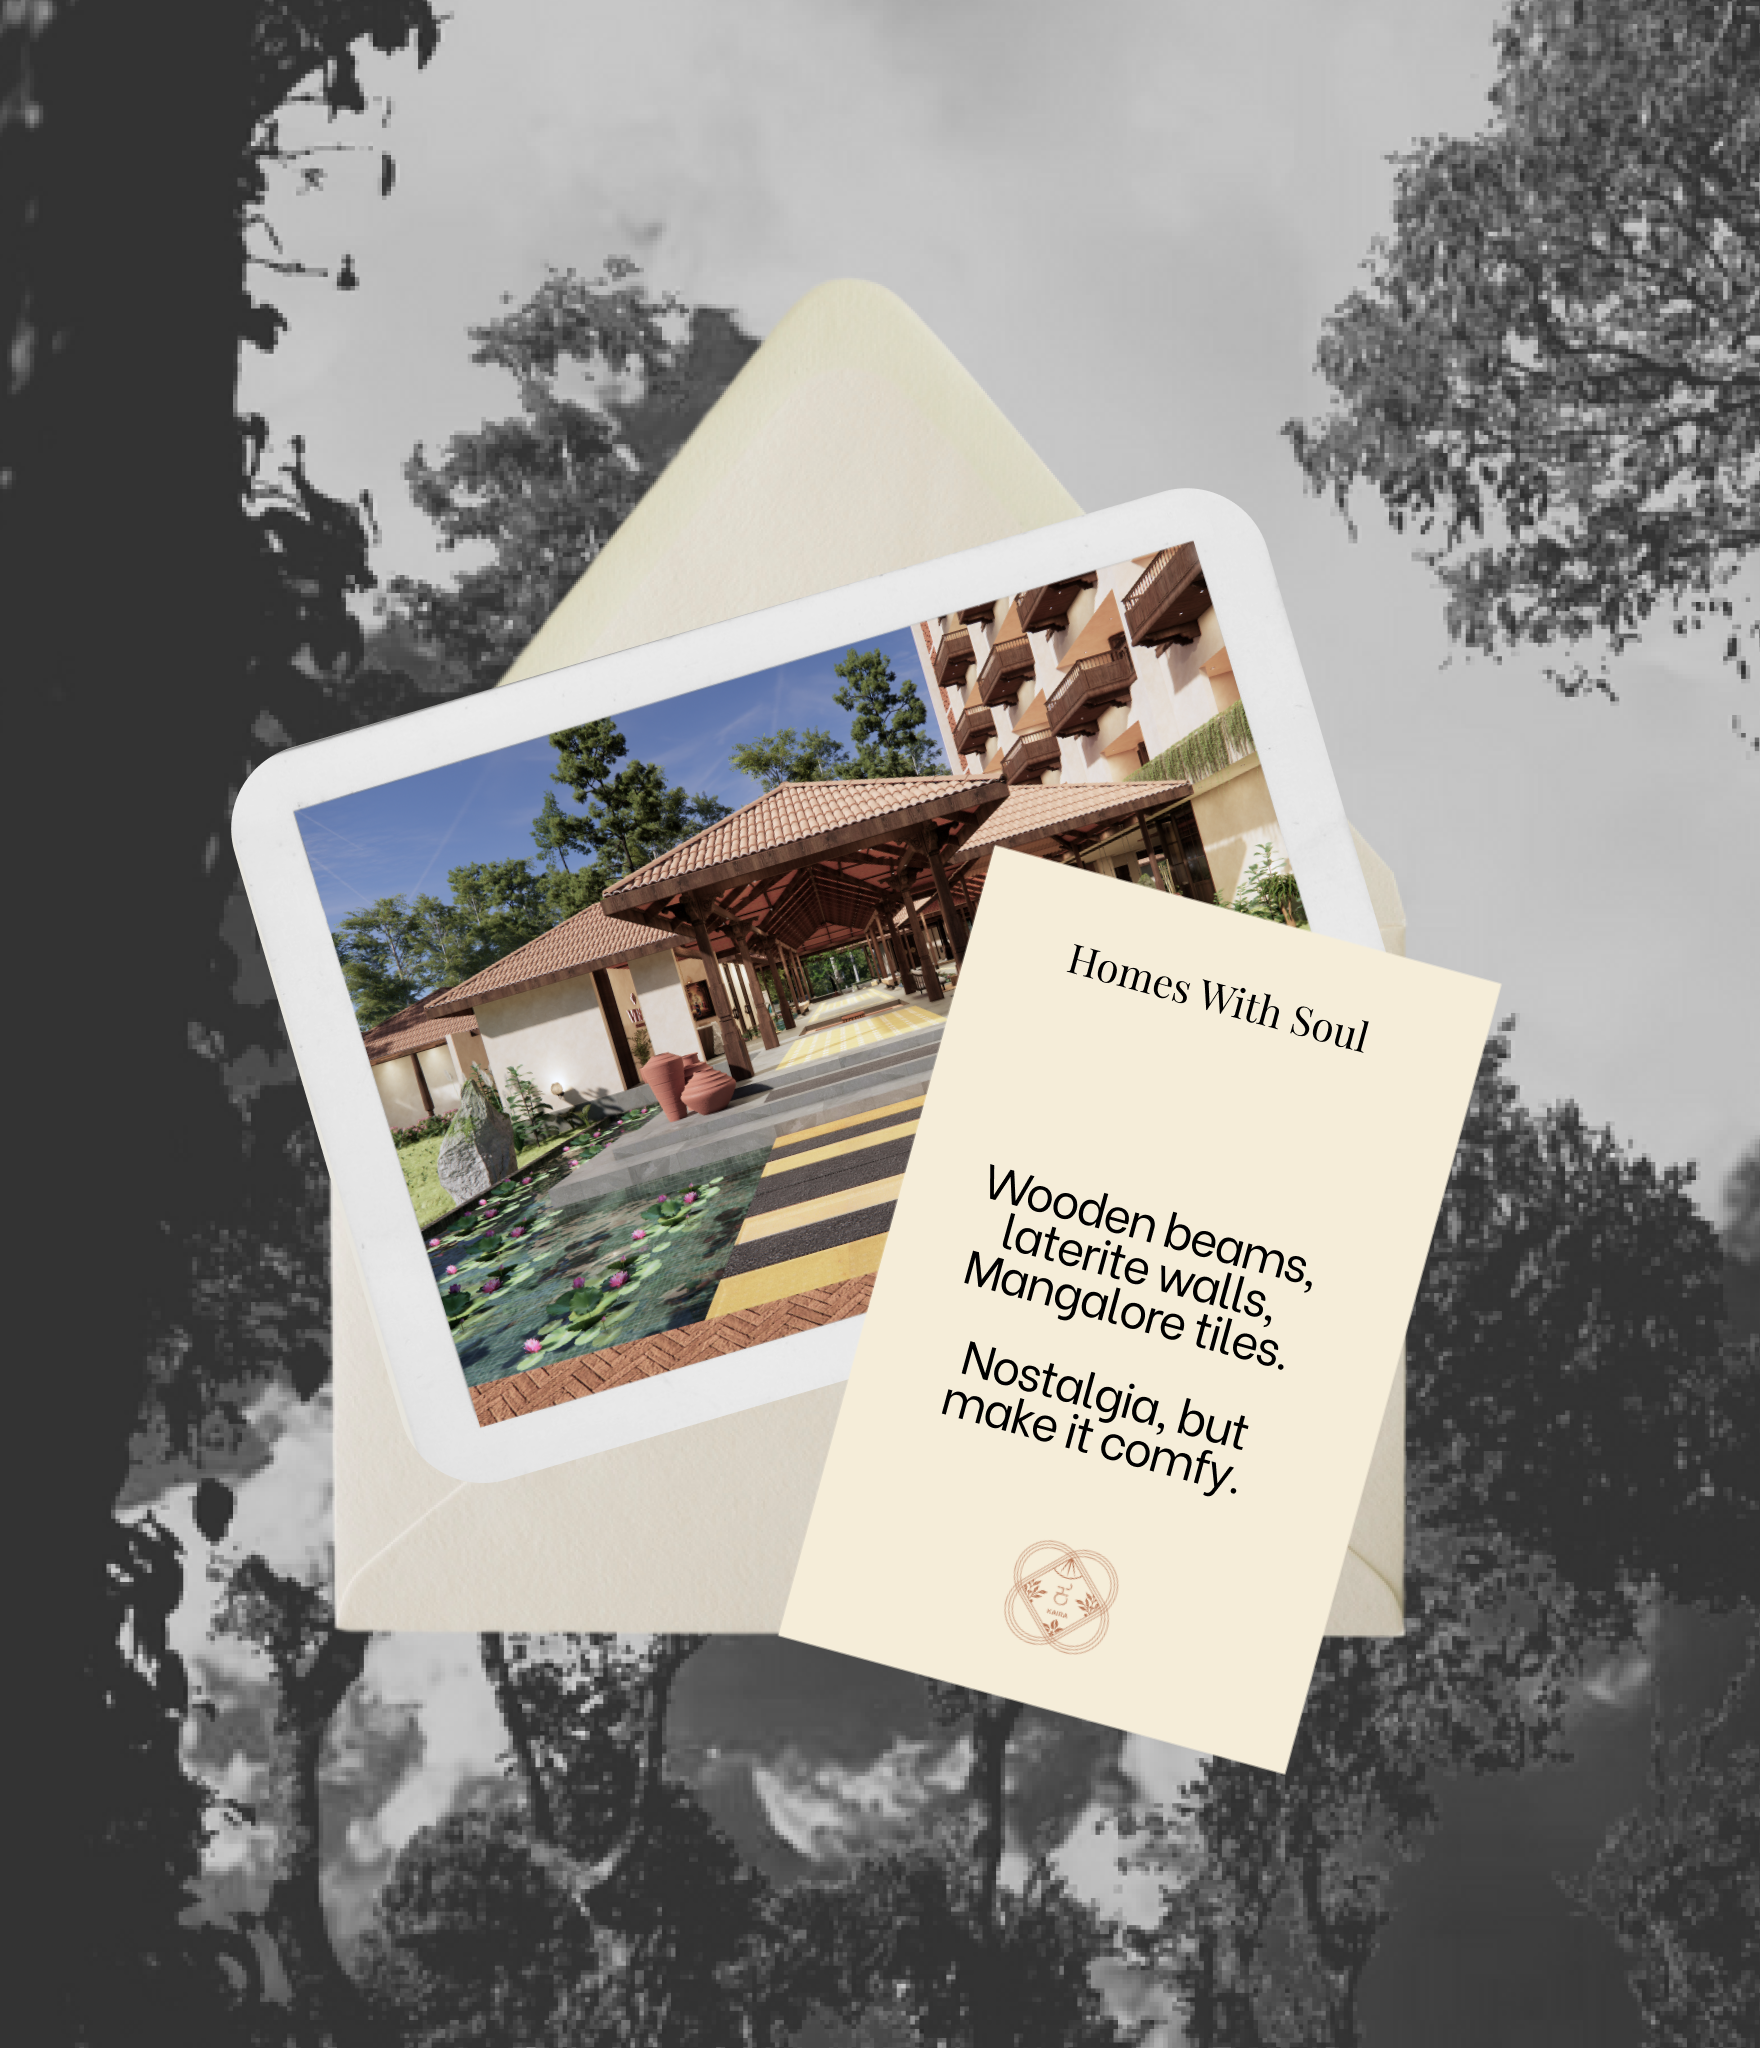 Homes With Soul
Wooden beams,
laterite walls,
Mangalore tiles.
Nostalgia, but
make it comfy.